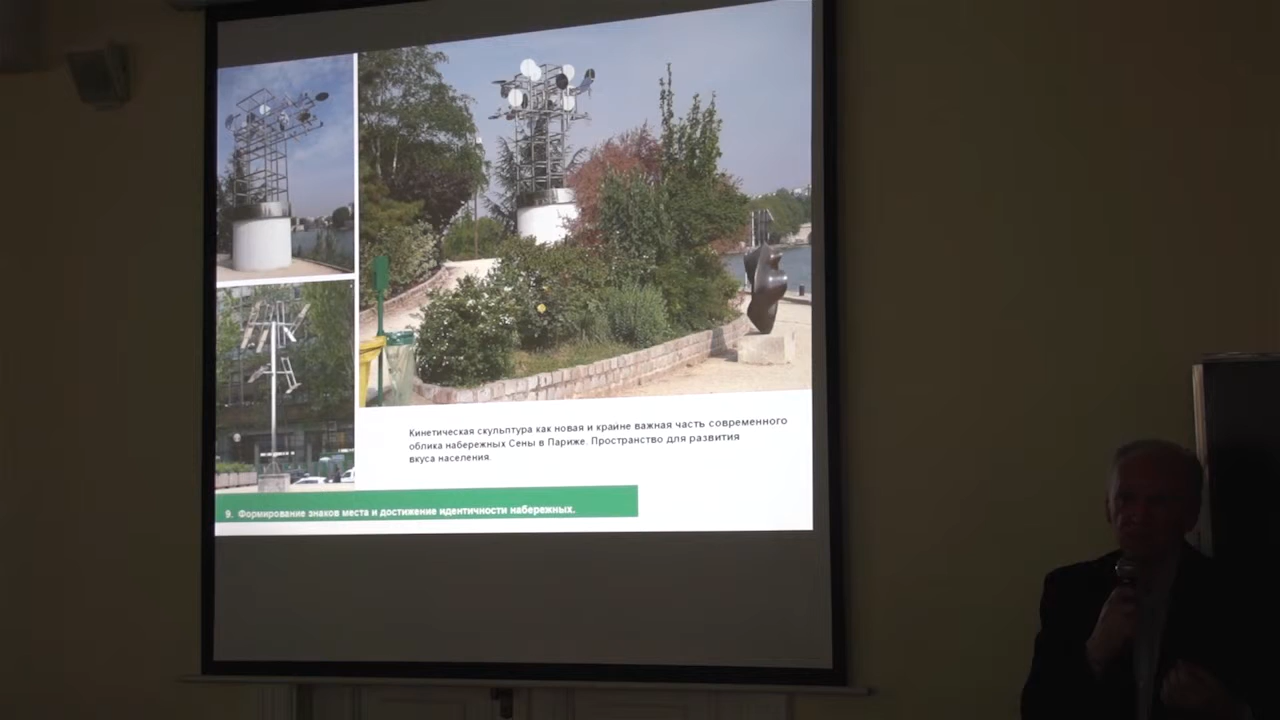 Кинетическая скульптура как новая и крайне важная часть современного
облика набережных Сены в Париже. Пространство для развития
вкуса населения.
9. Формирование знаков места и достижение идентичности набережных.